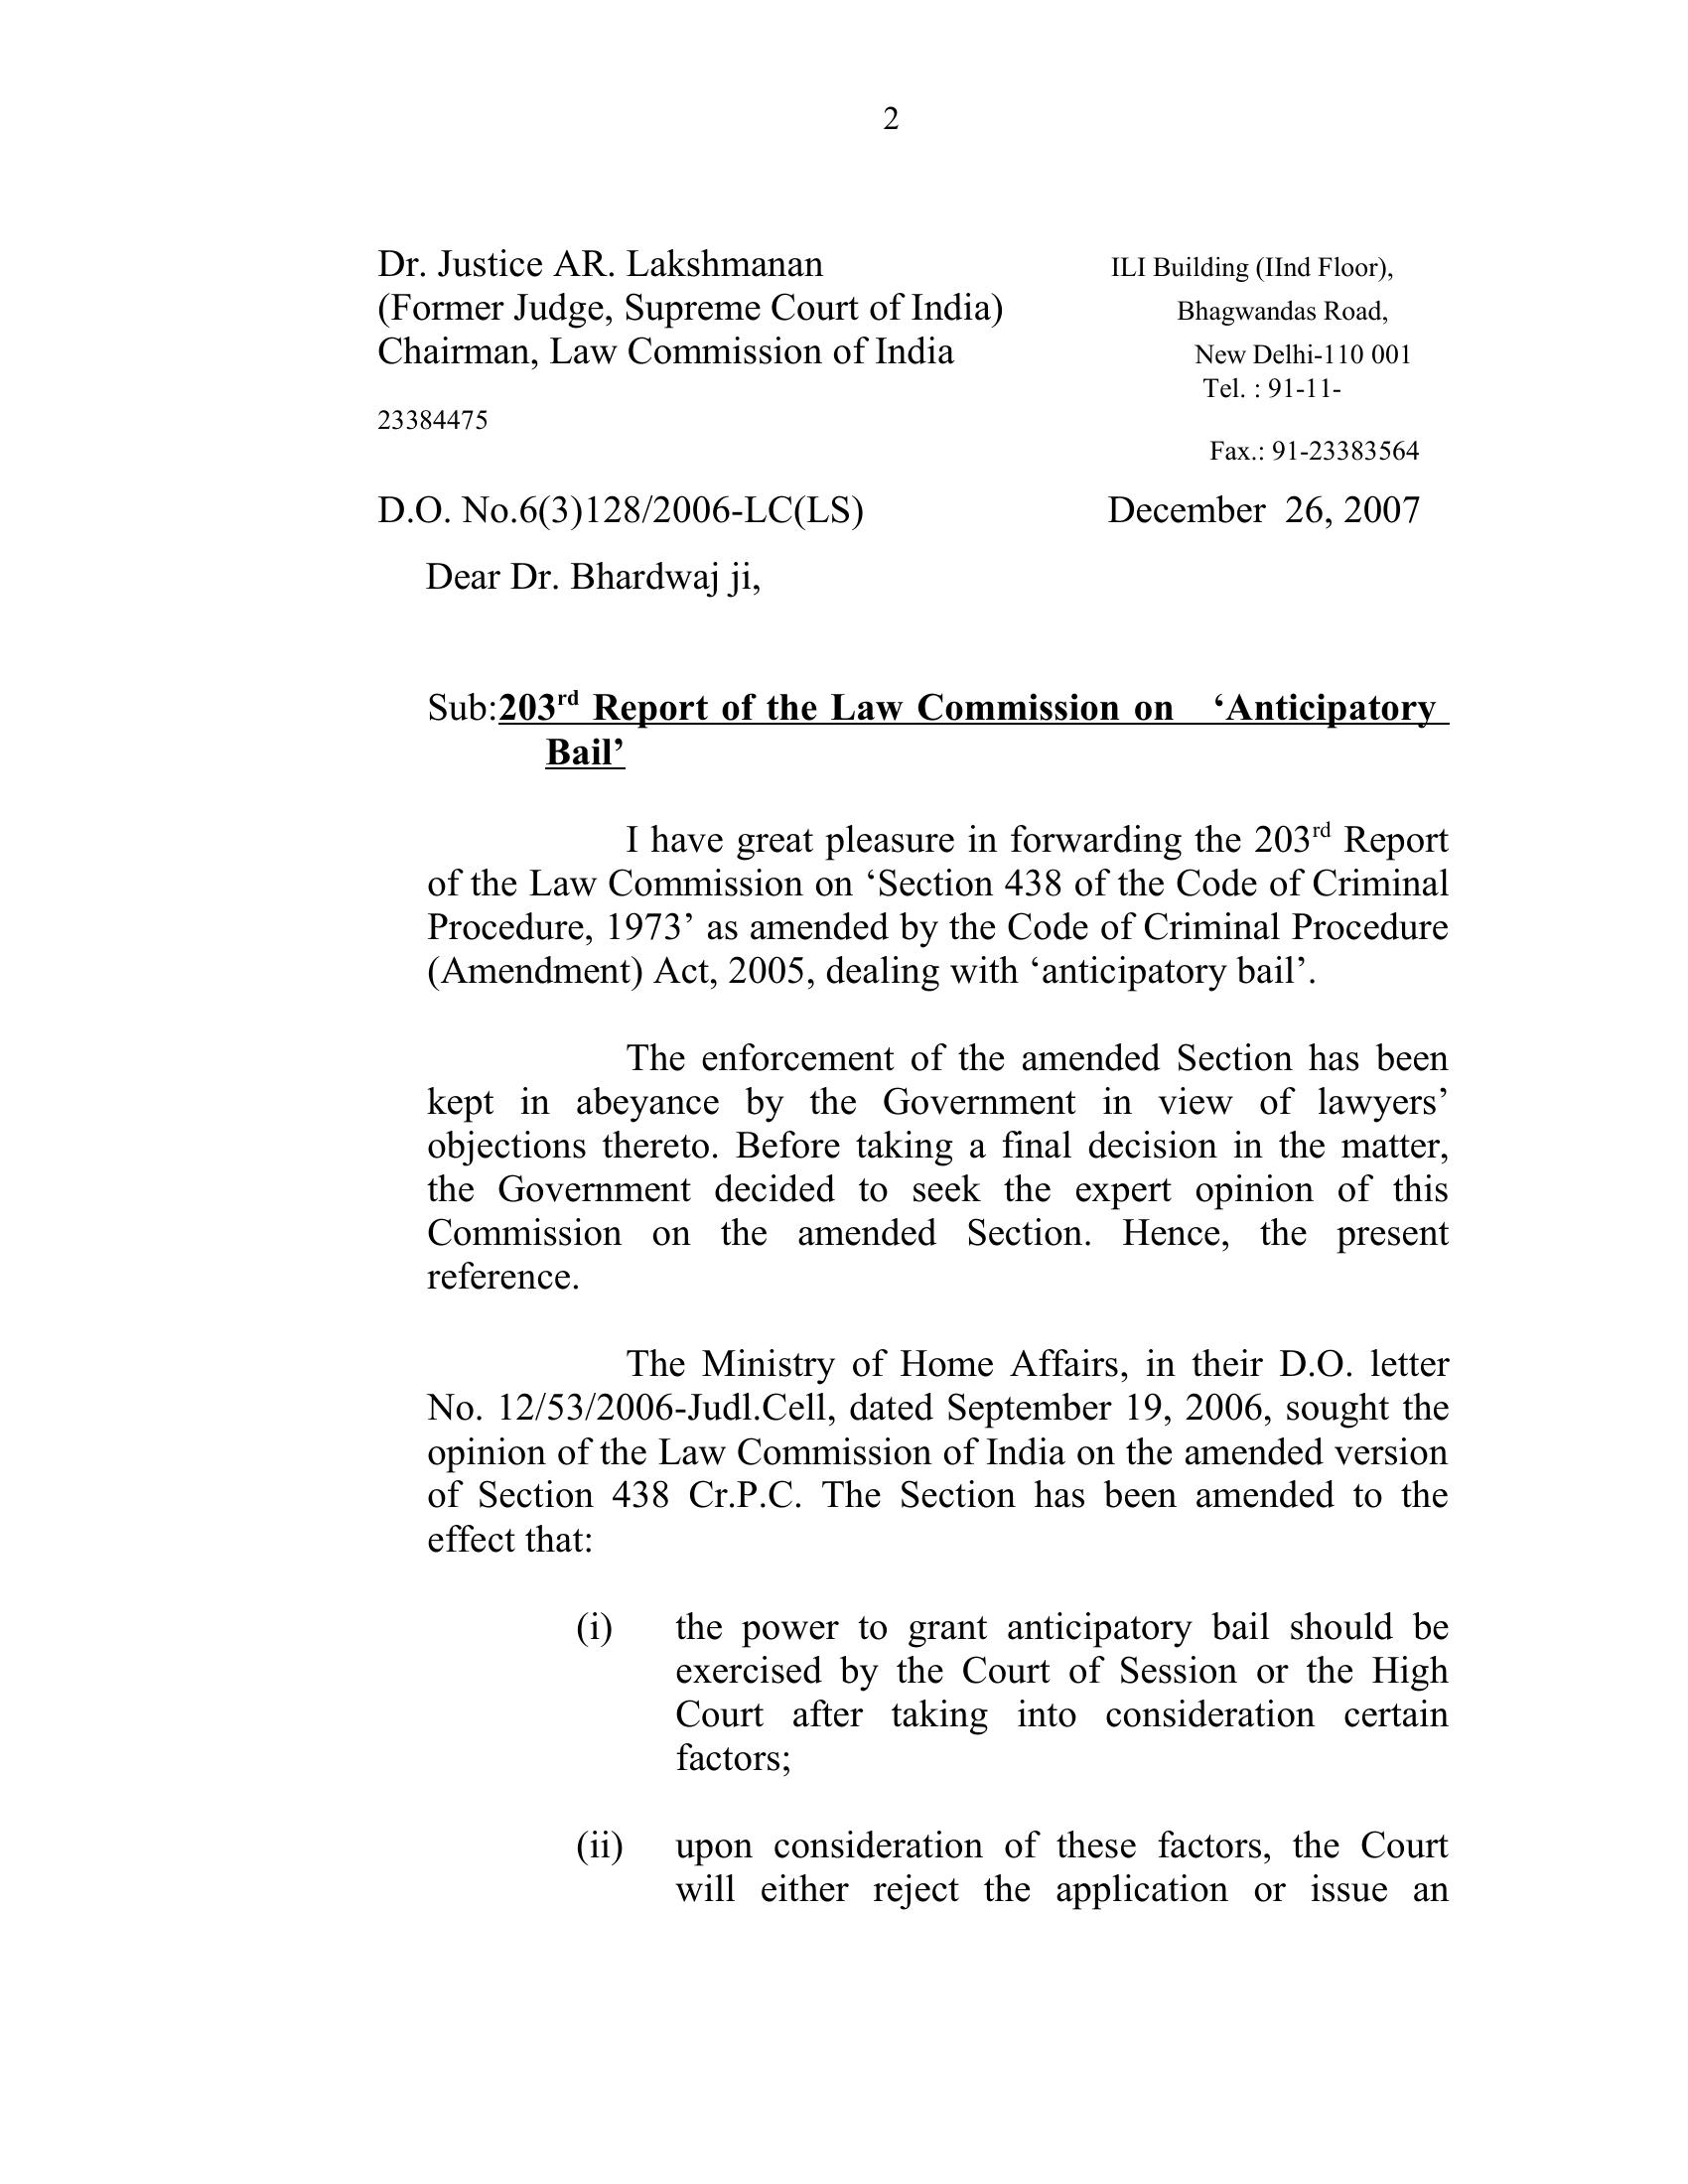 2
Dr. Justice AR. Lakshmanan ILI Building (IInd Floor),
(Former Judge, Supreme Court of India) Bhagwandas Road,
Chairman, Law Commission of India New Delhi-110 001
Tel. : 91-11-
23384475
Fax.: 91-23383564
D.O. No.6(3)128/2006-LC(LS) December 26, 2007
Dear Dr. Bhardwaj ji,
Sub:203rd Report of the Law Commission on ‘Anticipatory
Bail’
I have great pleasure in forwarding the 203rd Report
of the Law Commission on ‘Section 438 of the Code of Criminal
Procedure, 1973’ as amended by the Code of Criminal Procedure
(Amendment) Act, 2005, dealing with ‘anticipatory bail’.
The enforcement of the amended Section has been
kept in abeyance by the Government in view of lawyers’
objections thereto. Before taking a final decision in the matter,
the Government decided to seek the expert opinion of this
Commission on the amended Section. Hence, the present
reference.
The Ministry of Home Affairs, in their D.O. letter
No. 12/53/2006-Judl.Cell, dated September 19, 2006, sought the
opinion of the Law Commission of India on the amended version
of Section 438 Cr.P.C. The Section has been amended to the
effect that:
(i) the power to grant anticipatory bail should be
exercised by the Court of Session or the High
Court after taking into consideration certain
factors;
(ii) upon consideration of these factors, the Court
will either reject the application or issue an